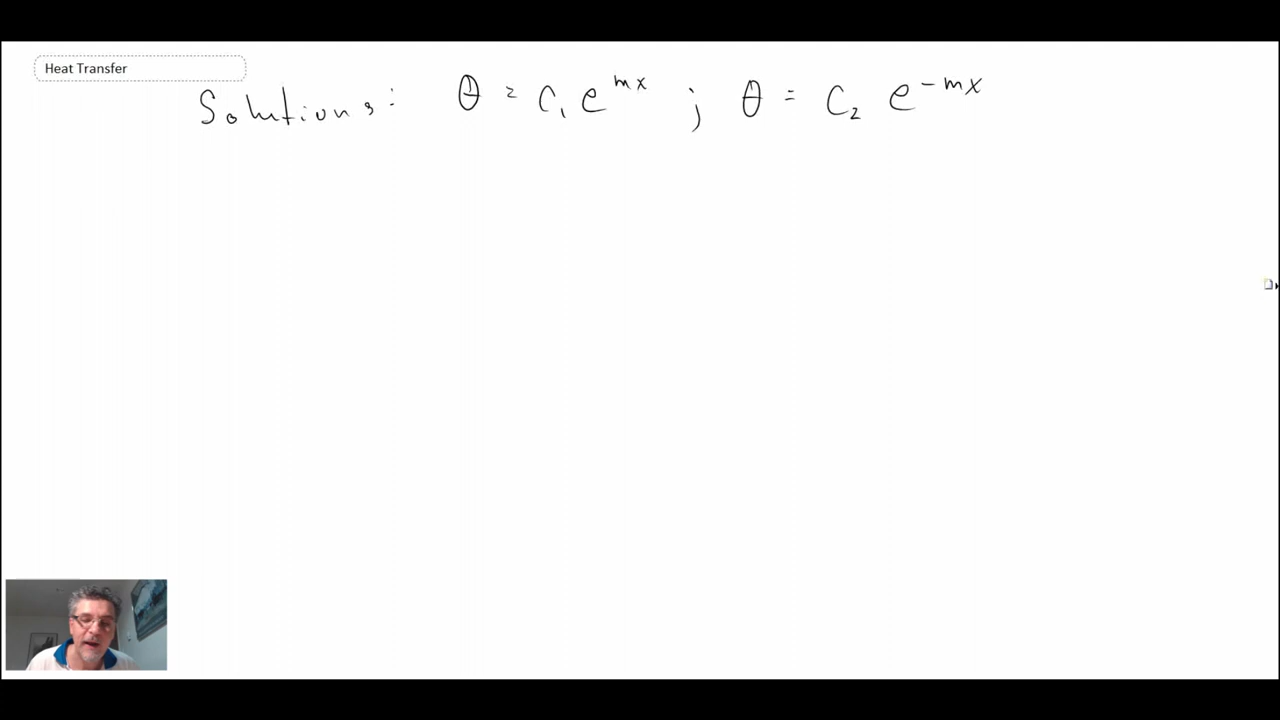 Heat Transfer
Solutions: θ = C₁ e^{mx} ; θ = C₂ e^{-mx}